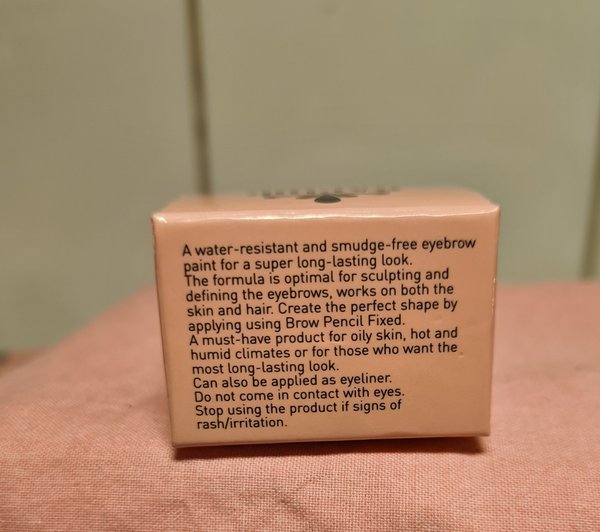 A water-resistant and smudge-free eyebrow
paint for a super long-lasting look.
The formula is optimal for sculpting and
defining the eyebrows, works on both the
skin and hair. Create the perfect shape by
applying using Brow Pencil Fixed.
A must-have product for oily skin, hot and
humid climates or for those who want the
most long-lasting look.
Can also be applied as eyeliner.
Do not come in contact with eyes.
Stop using the product if signs of
rash/irritation.